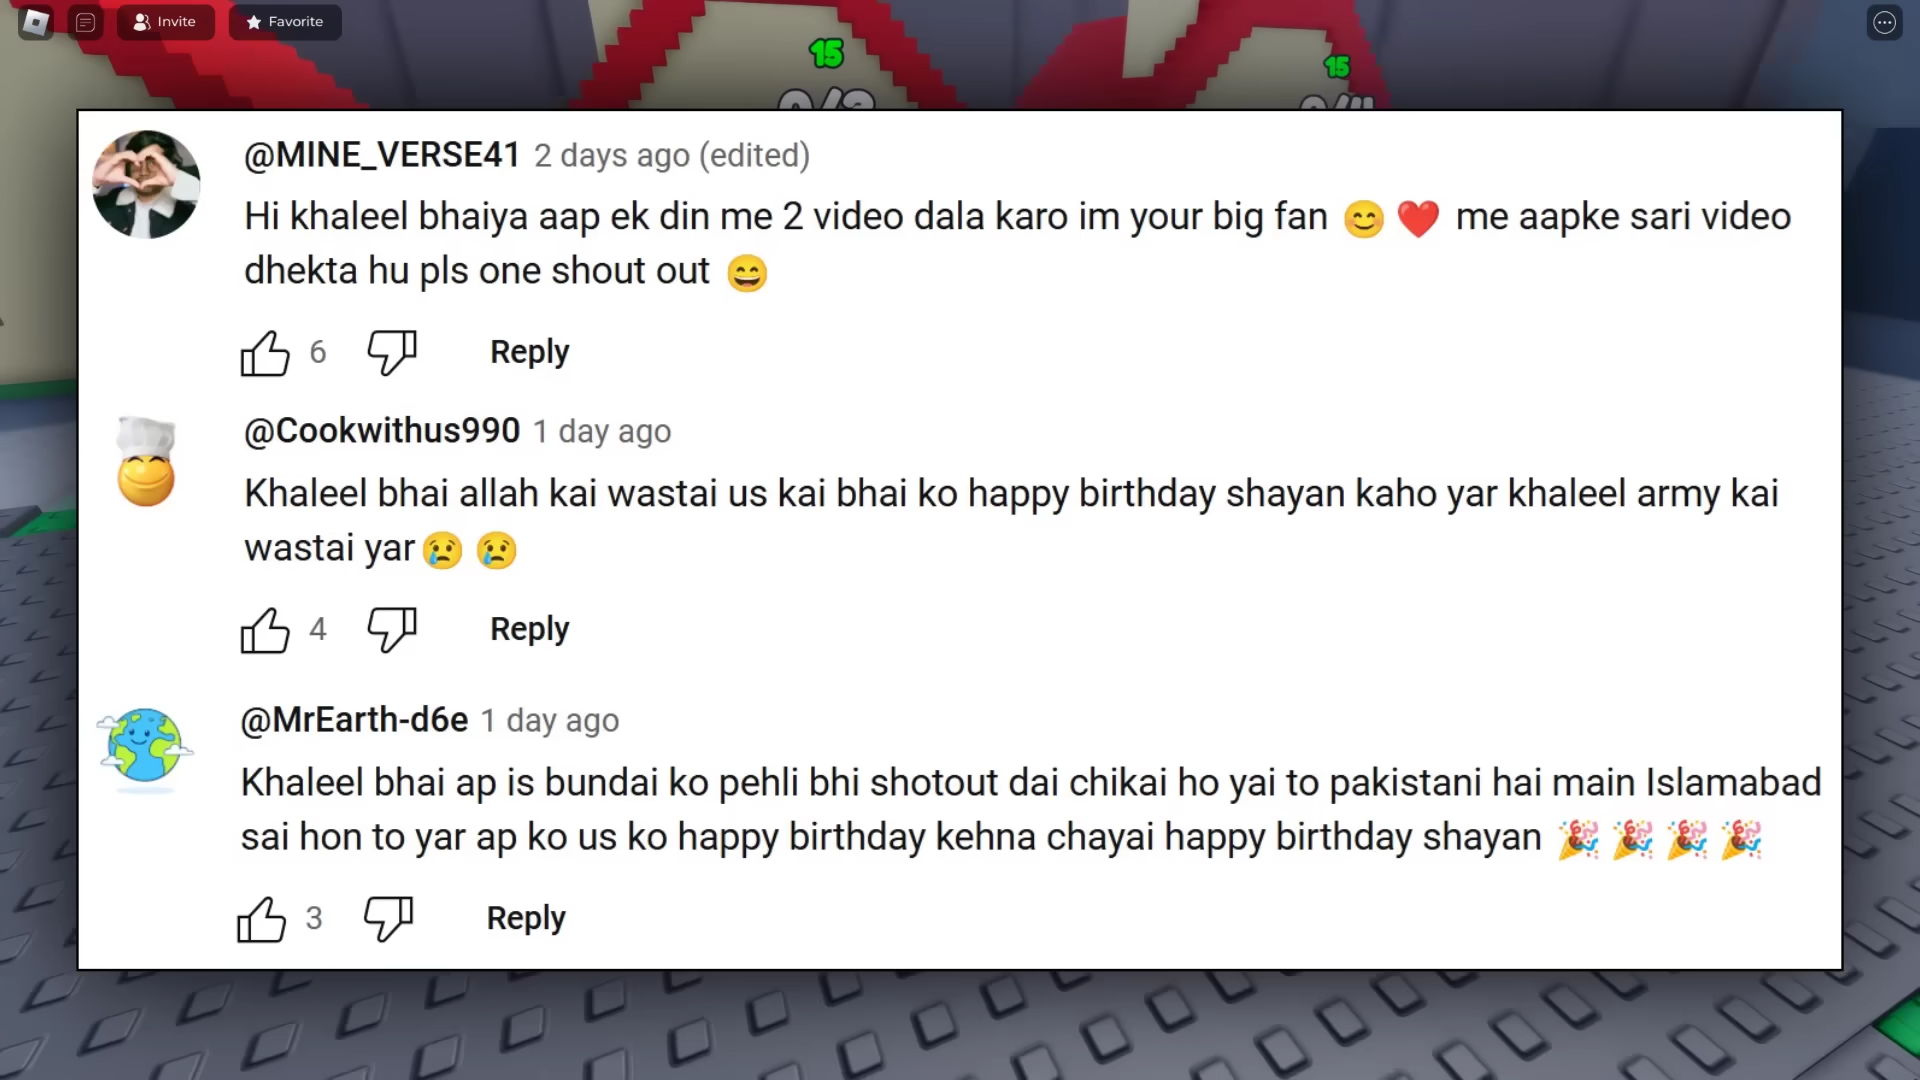 Invite
Favorite
15
15
@MINE_VERSE41 2 days ago (edited)
Hi khaleel bhaiya aap ek din me 2 video dala karo im your big fan 😊 ❤️ me aapke sari video
dhekta hu pls one shout out 😄
6 Reply
@Cookwithus990 1 day ago
Khaleel bhai allah kai wastai us kai bhai ko happy birthday shayan kaho yar khaleel army kai
wastai yar😢 😢
4 Reply
@MrEarth-d6e 1 day ago
Khaleel bhai ap is bundai ko pehli bhi shotout dai chikai ho yai to pakistani hai main Islamabad
sai hon to yar ap ko us ko happy birthday kehna chayai happy birthday shayan 🎉 🎉 🎉 🎉
3 Reply